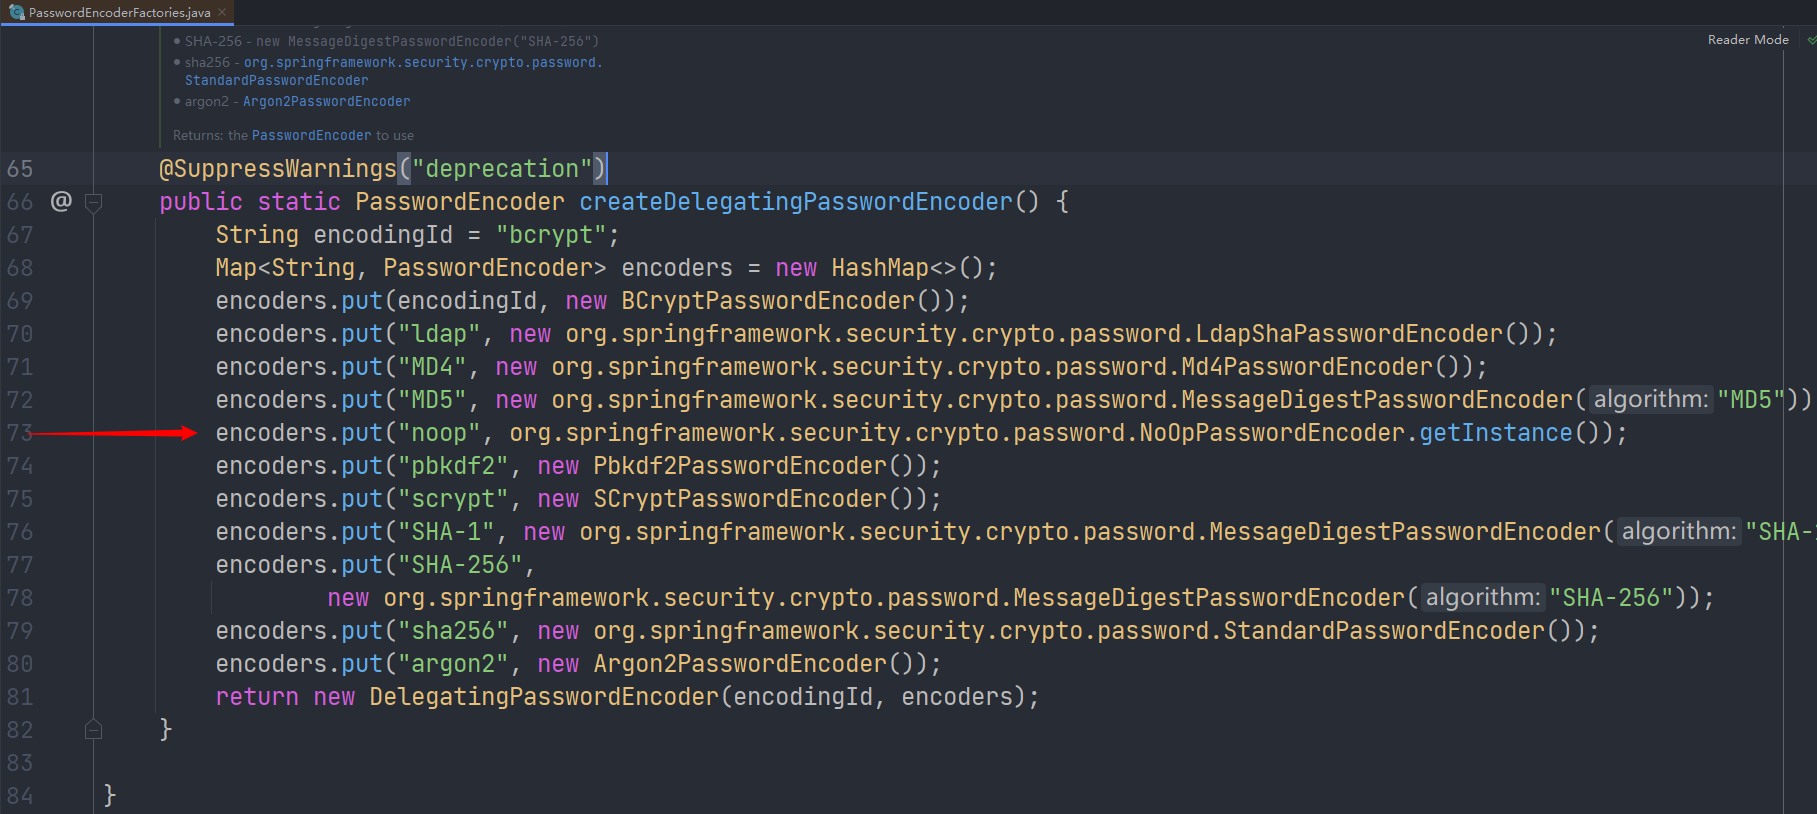 PasswordEncoderFactories.java
Reader Mode
• SHA-256 - new MessageDigestPasswordEncoder("SHA-256")
• sha256 - org.springframework.security.crypto.password.
StandardPasswordEncoder
• argon2 - Argon2PasswordEncoder
Returns: the PasswordEncoder to use
65 @SuppressWarnings("deprecation")
66 @ public static PasswordEncoder createDelegatingPasswordEncoder() {
67 String encodingId = "bcrypt";
68 Map<String, PasswordEncoder> encoders = new HashMap<>();
69 encoders.put(encodingId, new BCryptPasswordEncoder());
70 encoders.put("ldap", new org.springframework.security.crypto.password.LdapShaPasswordEncoder());
71 encoders.put("MD4", new org.springframework.security.crypto.password.Md4PasswordEncoder());
72 encoders.put("MD5", new org.springframework.security.crypto.password.MessageDigestPasswordEncoder( algorithm: "MD5"))
73 encoders.put("noop", org.springframework.security.crypto.password.NoOpPasswordEncoder.getInstance());
74 encoders.put("pbkdf2", new Pbkdf2PasswordEncoder());
75 encoders.put("scrypt", new SCryptPasswordEncoder());
76 encoders.put("SHA-1", new org.springframework.security.crypto.password.MessageDigestPasswordEncoder( algorithm: "SHA-
77 encoders.put("SHA-256",
78 new org.springframework.security.crypto.password.MessageDigestPasswordEncoder( algorithm: "SHA-256"));
79 encoders.put("sha256", new org.springframework.security.crypto.password.StandardPasswordEncoder());
80 encoders.put("argon2", new Argon2PasswordEncoder());
81 return new DelegatingPasswordEncoder(encodingId, encoders);
82 }
83
84 }